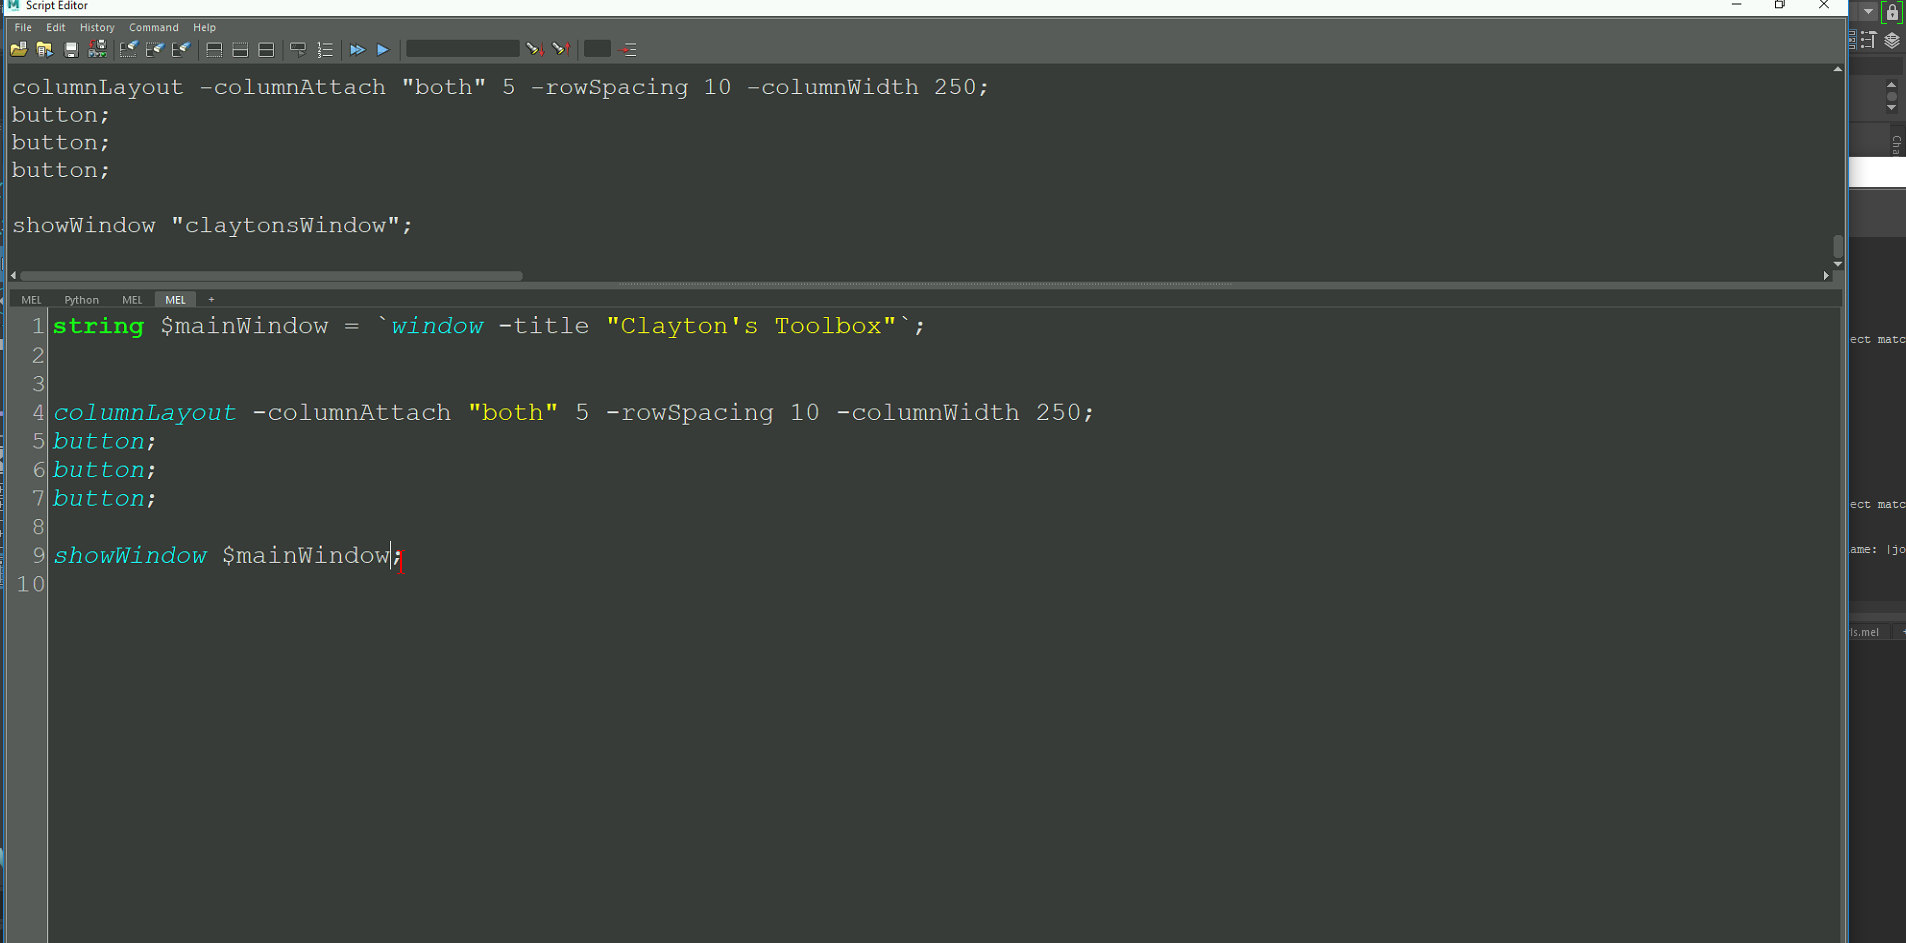 Script Editor
File Edit History Command Help
columnLayout -columnAttach "both" 5 -rowSpacing 10 -columnWidth 250;
button;
button;
button;
showWindow "claytonsWindow";
MEL Python MEL MEL +
1 string $mainWindow = `window -title "Clayton's Toolbox"`;
2
3
4 columnLayout -columnAttach "both" 5 -rowSpacing 10 -columnWidth 250;
5 button;
6 button;
7 button;
8
9 showWindow $mainWindow;
10
Cha
ect matc
ect matc
ame: |jo
ls.mel